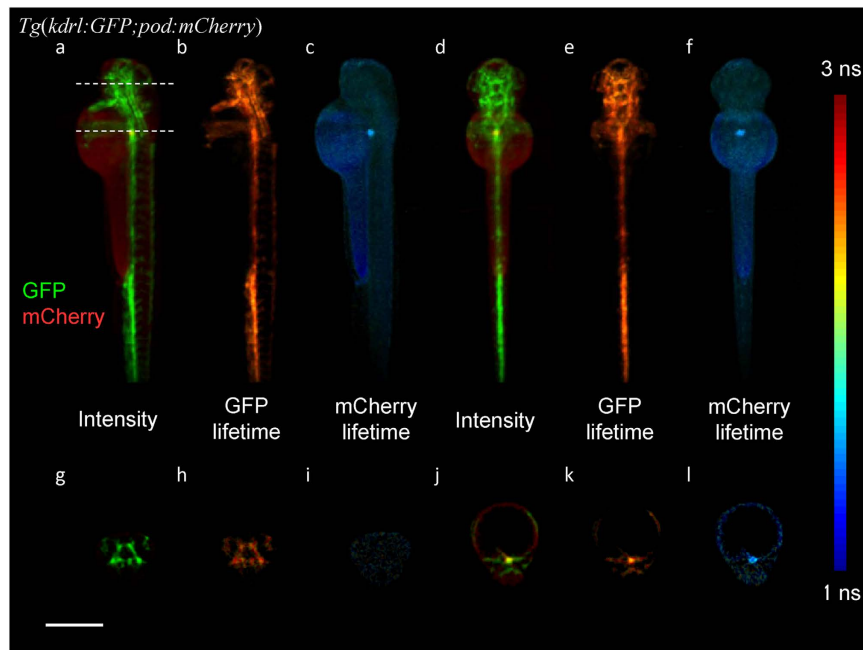 Tg(kdrl:GFP;pod:mCherry)
a b c d e f
3 ns
GFP
mCherry
Intensity
GFP
lifetime
mCherry
lifetime
Intensity
GFP
lifetime
mCherry
lifetime
g h i j k l
1 ns